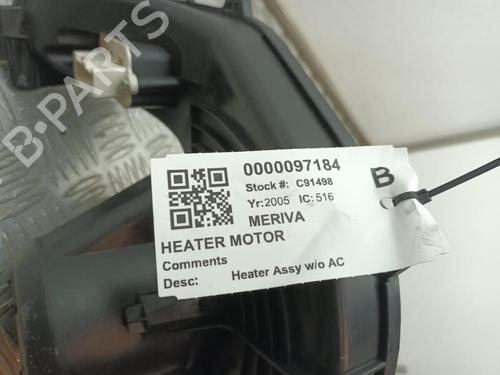 B-PARTS
0000097184
Stock #: C91498
B
Yr:2005 IC:516
MERIVA
HEATER MOTOR
Comments
Desc: Heater Assy w/o AC